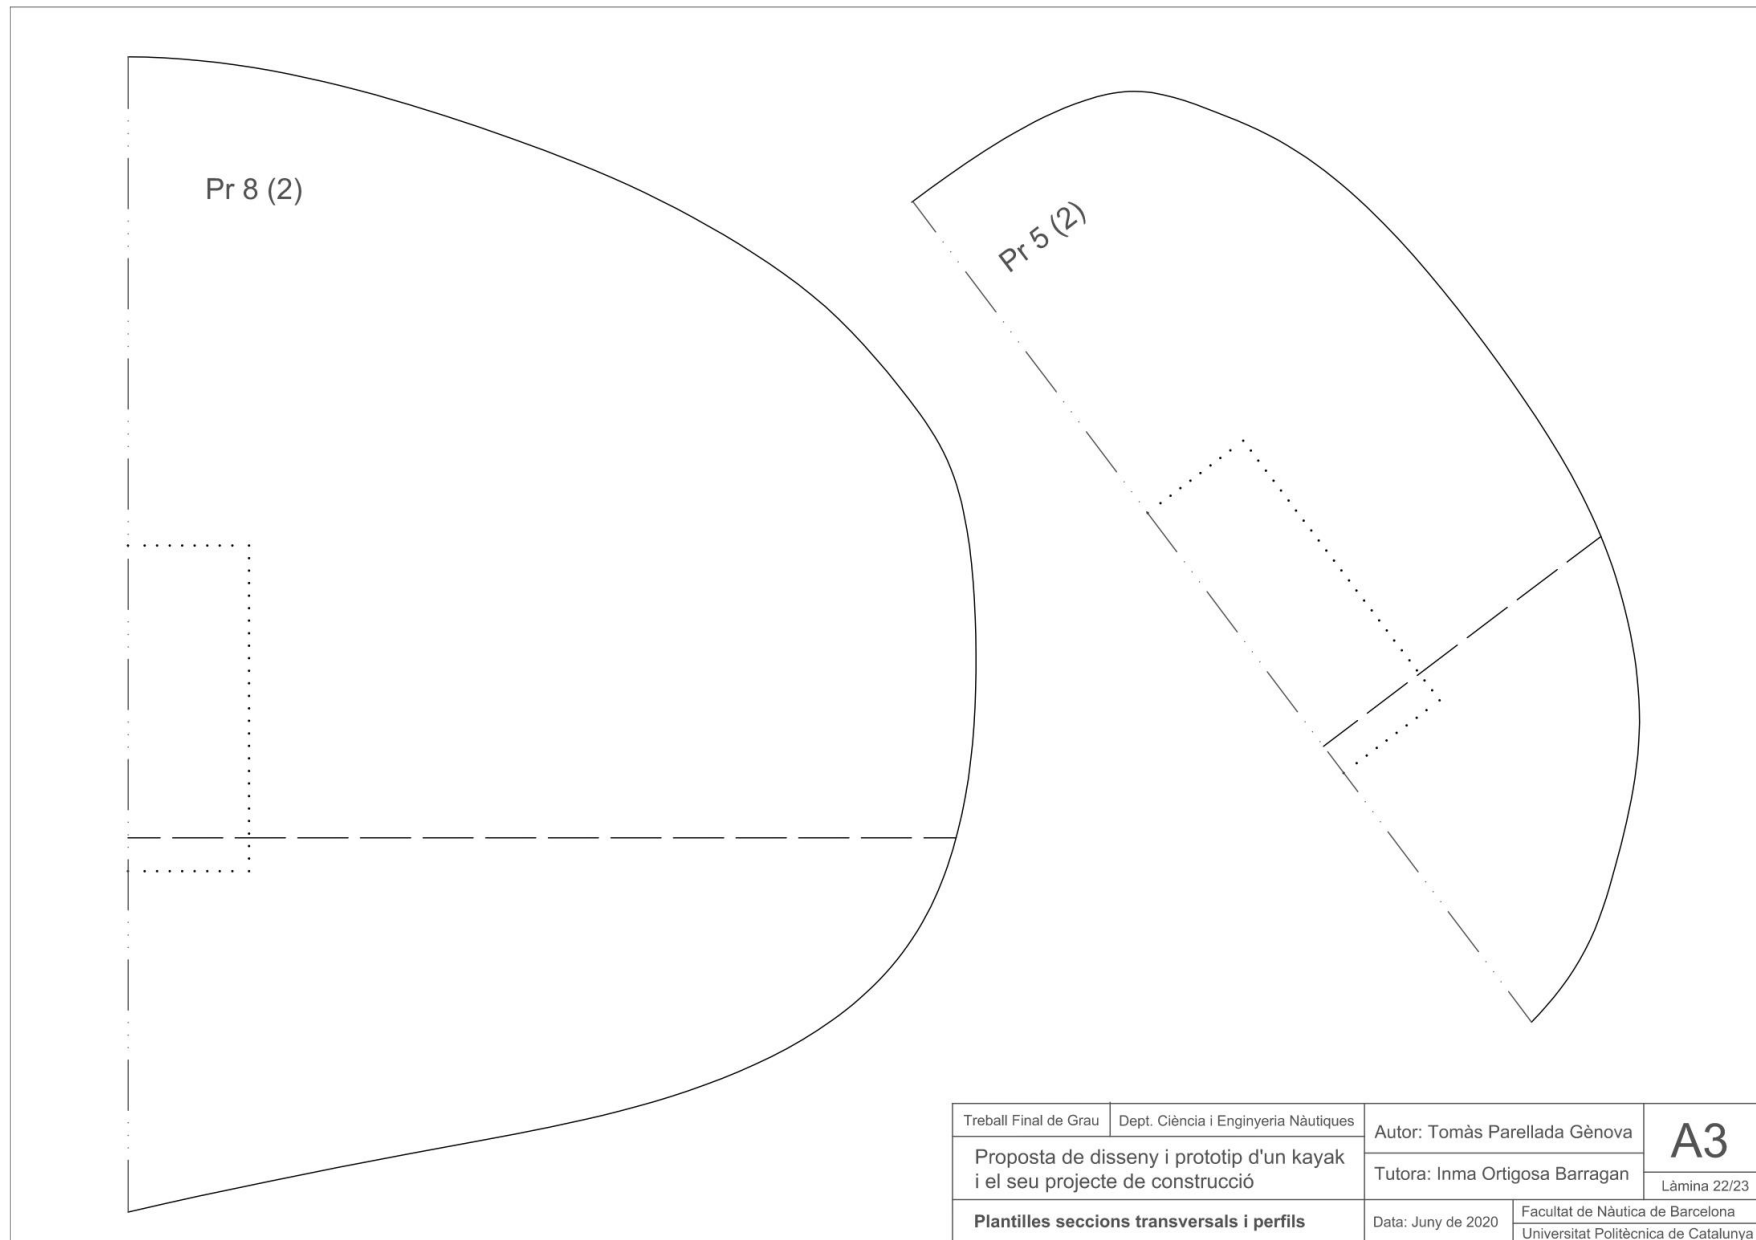 Pr 8 (2)
Pr 5 (2)
Treball Final de Grau
Dept. Ciència i Enginyeria Nàutiques
Proposta de disseny i prototip d'un kayak
i el seu projecte de construcció
Plantilles seccions transversals i perfils
Autor: Tomàs Parellada Gènova
Tutora: Inma Ortigosa Barragan
A3
Làmina 22/23
Data: Juny de 2020
Facultat de Nàutica de Barcelona
Universitat Politècnica de Catalunya